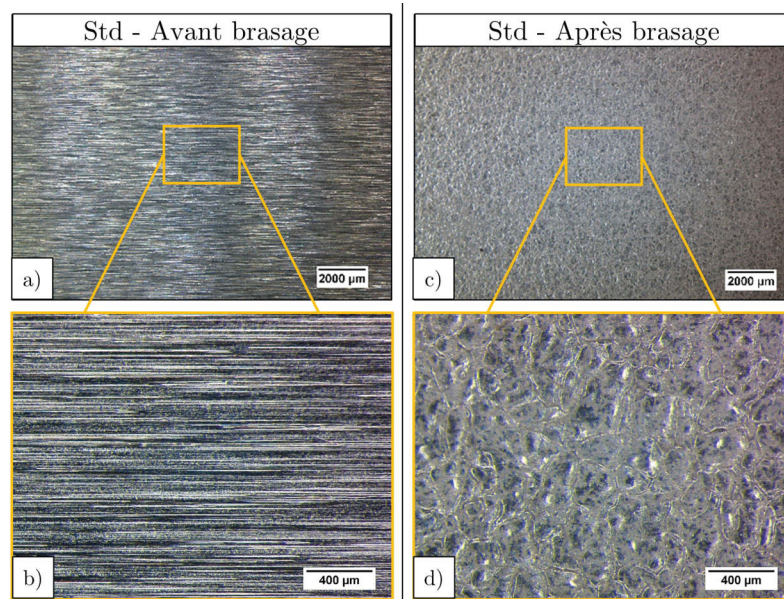 Std - Avant brasage
a)
2000 µm
b)
400 µm
Std - Après brasage
c)
2000 µm
d)
400 µm